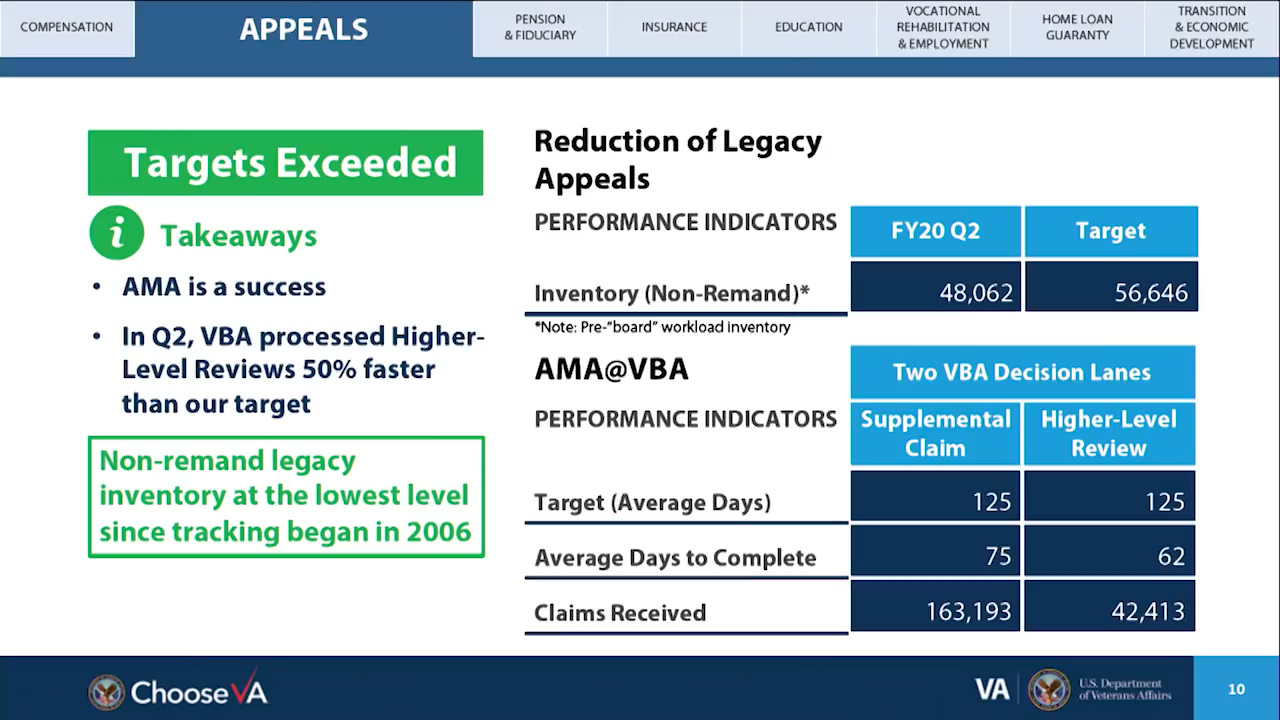 COMPENSATION
APPEALS
PENSION
& FIDUCIARY
INSURANCE
EDUCATION
VOCATIONAL
REHABILITATION
& EMPLOYMENT
HOME LOAN
GUARANTY
TRANSITION
& ECONOMIC
DEVELOPMENT
Targets Exceeded
i Takeaways
• AMA is a success
• In Q2, VBA processed Higher-
Level Reviews 50% faster
than our target
Non-remand legacy
inventory at the lowest level
since tracking began in 2006
Reduction of Legacy
Appeals
PERFORMANCE INDICATORS FY20 Q2 Target
Inventory (Non-Remand)* 48,062 56,646
*Note: Pre-“board” workload inventory
AMA@VBA Two VBA Decision Lanes
PERFORMANCE INDICATORS
Supplemental
Claim
Higher-Level
Review
Target (Average Days) 125 125
Average Days to Complete 75 62
Claims Received 163,193 42,413
ChooseVA
VA
U.S. Department
of Veterans Affairs
10